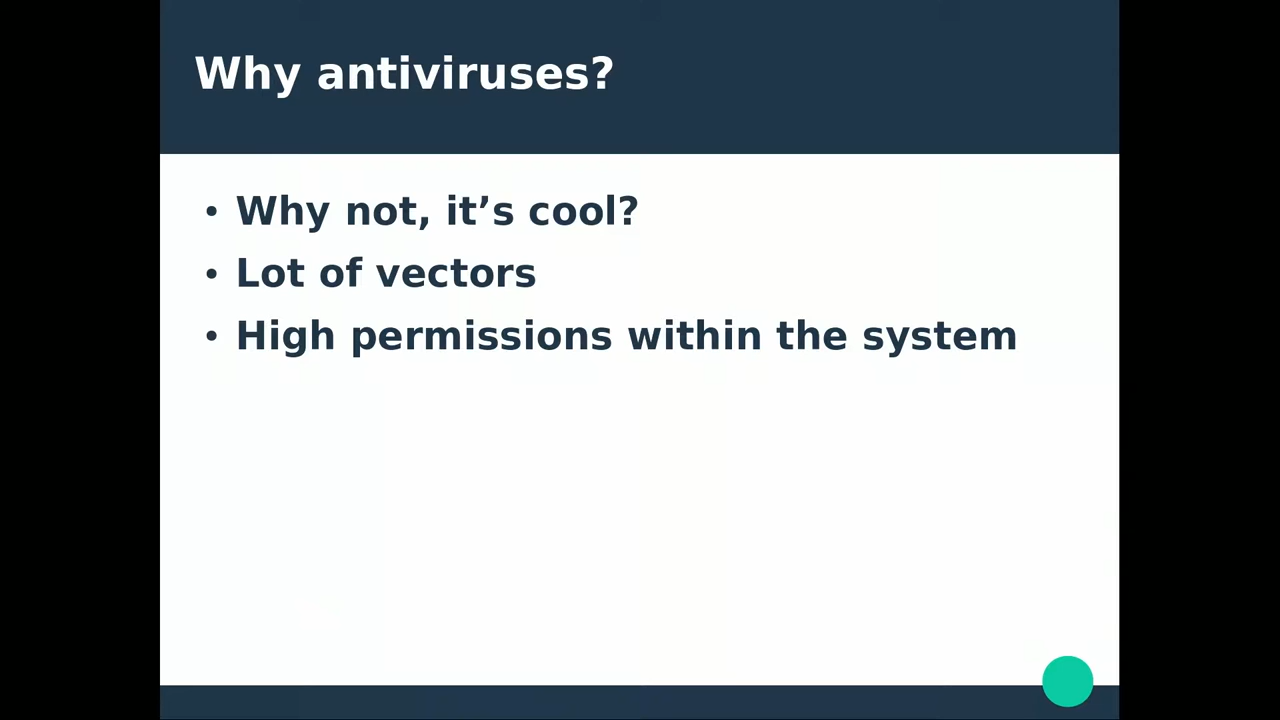 Why antiviruses?
• Why not, it’s cool?
• Lot of vectors
• High permissions within the system